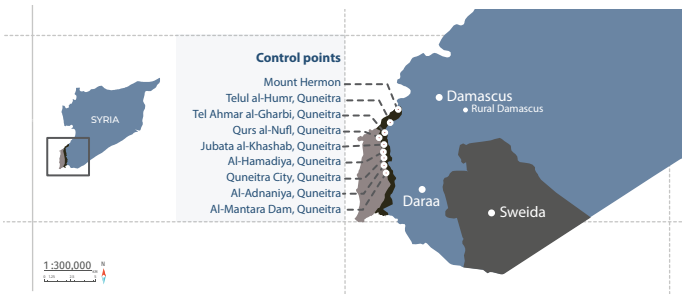 SYRIA
Control points
Mount Hermon
Telul al-Humr, Quneitra
Tel Ahmar al-Gharbi, Quneitra
Qurs al-Nufl, Quneitra
Jubata al-Khashab, Quneitra
Al-Hamadiya, Quneitra
Quneitra City, Quneitra
Al-Adnaniya, Quneitra
Al-Mantara Dam, Quneitra
Damascus
Rural Damascus
Daraa
Sweida
1:300,000
N